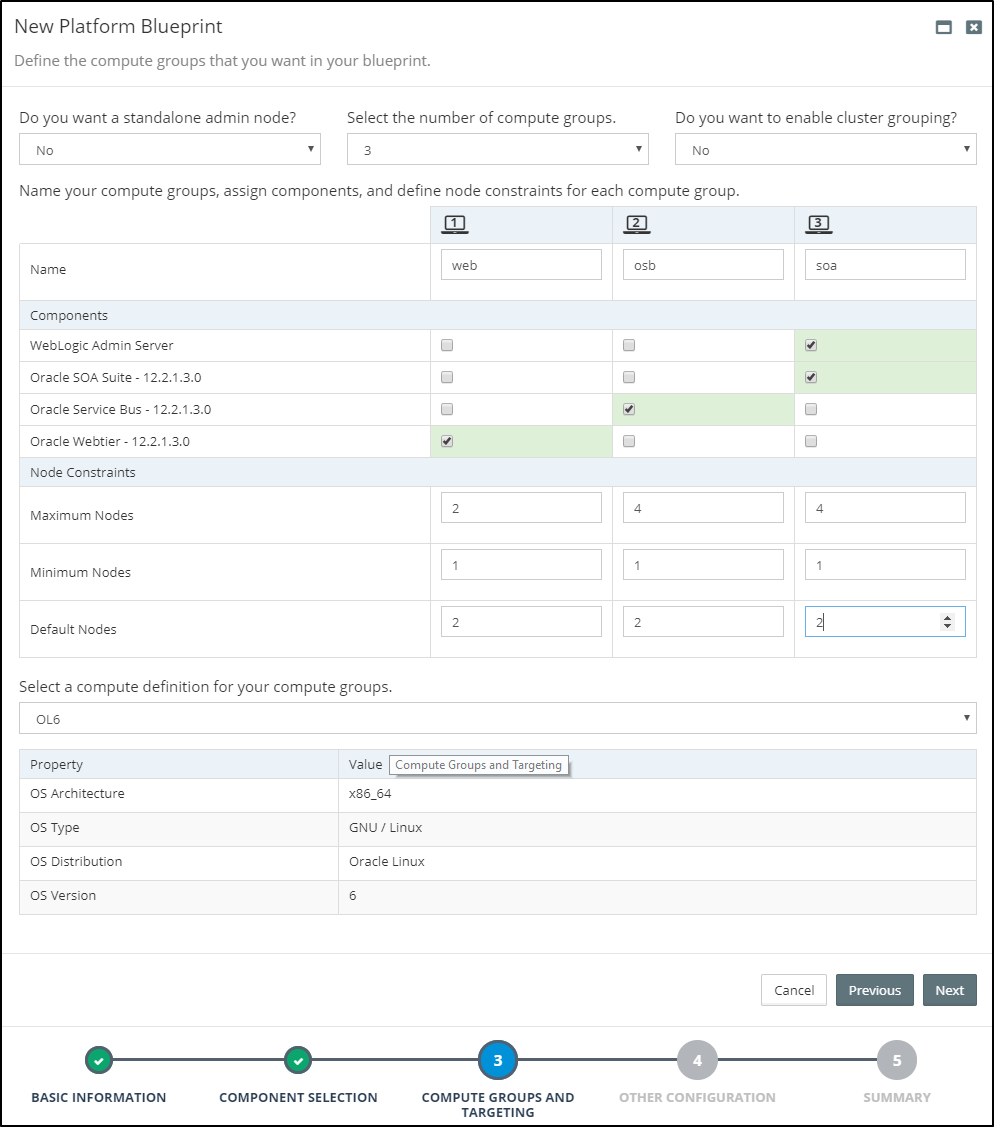 New Platform Blueprint
Define the compute groups that you want in your blueprint.
Do you want a standalone admin node? Select the number of compute groups. Do you want to enable cluster grouping?
No 3 No
Name your compute groups, assign components, and define node constraints for each compute group.
1 2 3
Name web osb soa
Components
WebLogic Admin Server
Oracle SOA Suite - 12.2.1.3.0
Oracle Service Bus - 12.2.1.3.0
Oracle Webtier - 12.2.1.3.0
Node Constraints
Maximum Nodes 2 4 4
Minimum Nodes 1 1 1
Default Nodes 2 2 2
Select a compute definition for your compute groups.
OL6
Property Value Compute Groups and Targeting
OS Architecture x86_64
OS Type GNU / Linux
OS Distribution Oracle Linux
OS Version 6
Cancel Previous Next
3 4 5
BASIC INFORMATION COMPONENT SELECTION COMPUTE GROUPS AND OTHER CONFIGURATION SUMMARY
TARGETING